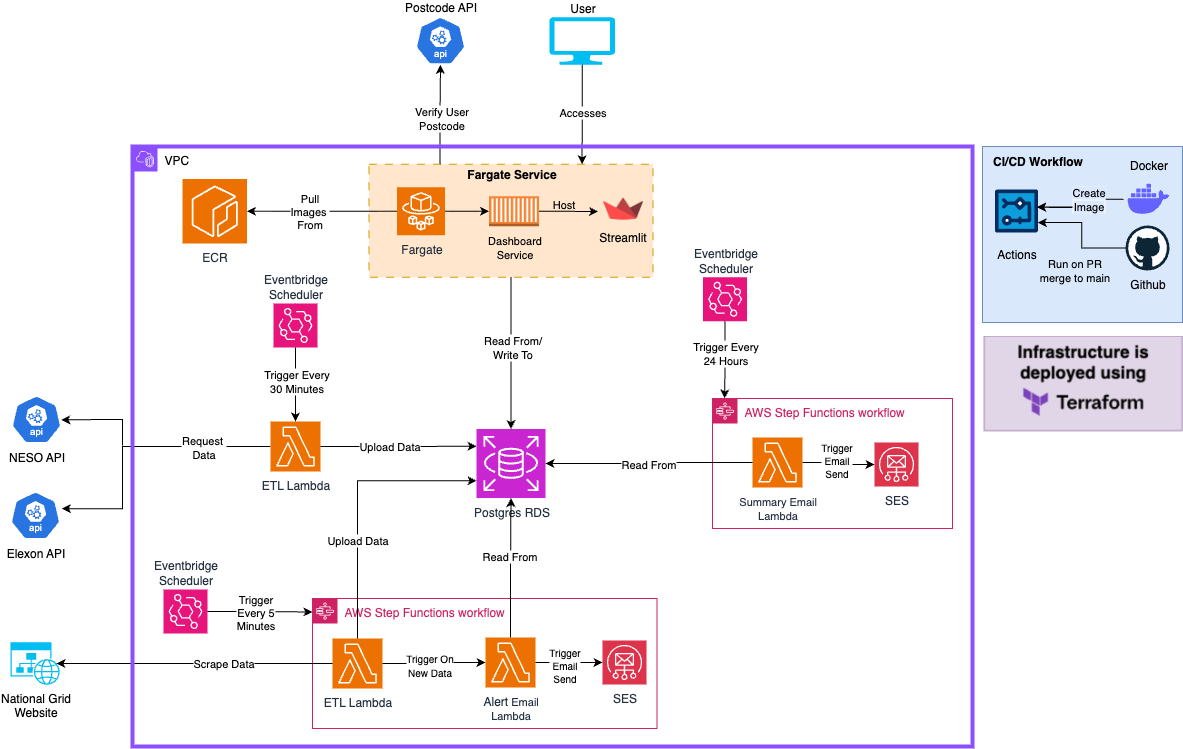 Postcode API
User
api
Verify User
Postcode
Accesses
VPC
Fargate Service
Pull
Images
From
ECR
Fargate
Host
Dashboard
Service
Streamlit
CI/CD Workflow
Docker
Create
Image
Actions
Run on PR
merge to main
Github
Infrastructure is
deployed using
Terraform
Eventbridge
Scheduler
Trigger Every
30 Minutes
Read From/
Write To
Eventbridge
Scheduler
Trigger Every
24 Hours
api
NESO API
api
Elexon API
Request
Data
ETL Lambda
Upload Data
Postgres RDS
Read From
AWS Step Functions workflow
Summary Email
Lambda
Trigger
Email
Send
SES
Upload Data
Read From
Eventbridge
Scheduler
Trigger
Every 5
Minutes
AWS Step Functions workflow
National Grid
Website
Scrape Data
ETL Lambda
Trigger On
New Data
Alert Email
Lambda
Trigger
Email
Send
SES